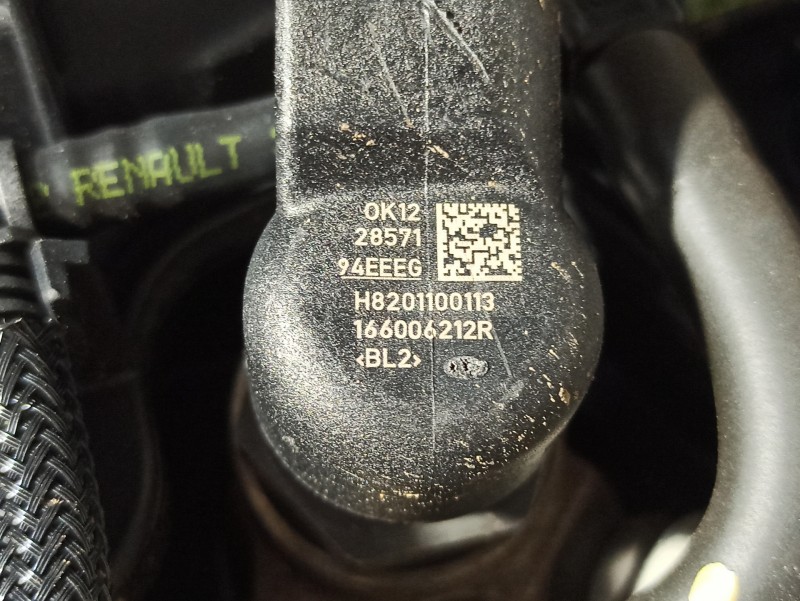 RENAULT
OK12
28571
94EEEG
H8201100113
166006212R
<BL2>